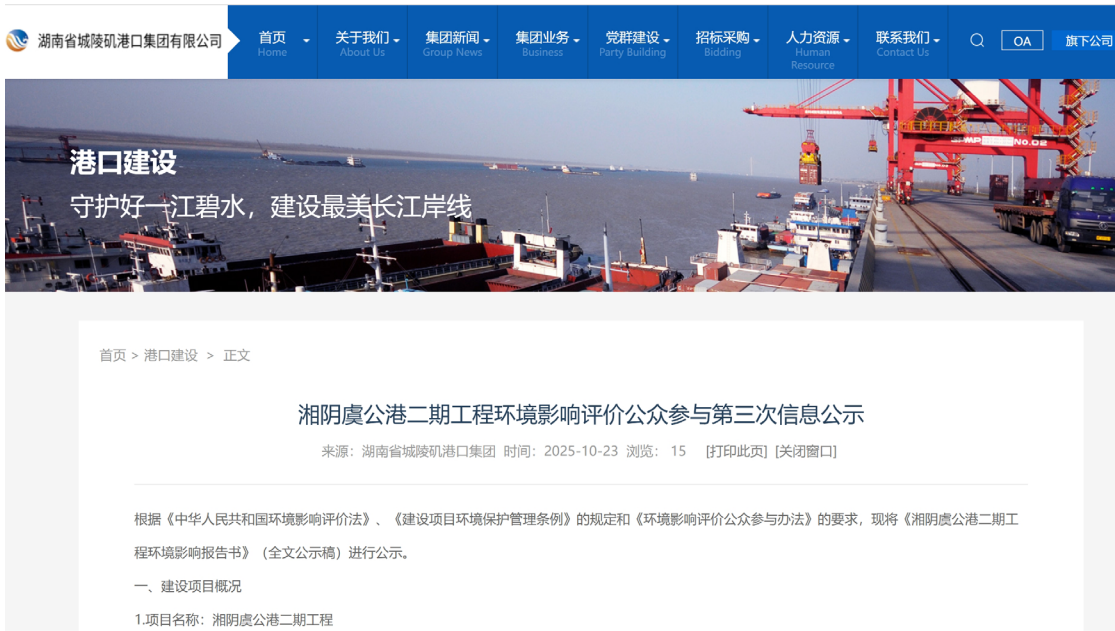 湖南省城陵矶港口集团有限公司
首页
Home
关于我们
About Us
集团新闻
Group News
集团业务
Business
党群建设
Party Building
招标采购
Bidding
人力资源
Human
Resource
联系我们
Contact Us
OA
旗下公司
港口建设
守护好一江碧水，建设最美长江岸线
首页 > 港口建设 > 正文
湘阴虞公港二期工程环境影响评价公众参与第三次信息公示
来源：湖南省城陵矶港口集团 时间：2025-10-23 浏览： 15 [打印此页] [关闭窗口]
根据《中华人民共和国环境影响评价法》、《建设项目环境保护管理条例》的规定和《环境影响评价公众参与办法》的要求，现将《湘阴虞公港二期工
程环境影响报告书》（全文公示稿）进行公示。
一、建设项目概况
1.项目名称：湘阴虞公港二期工程